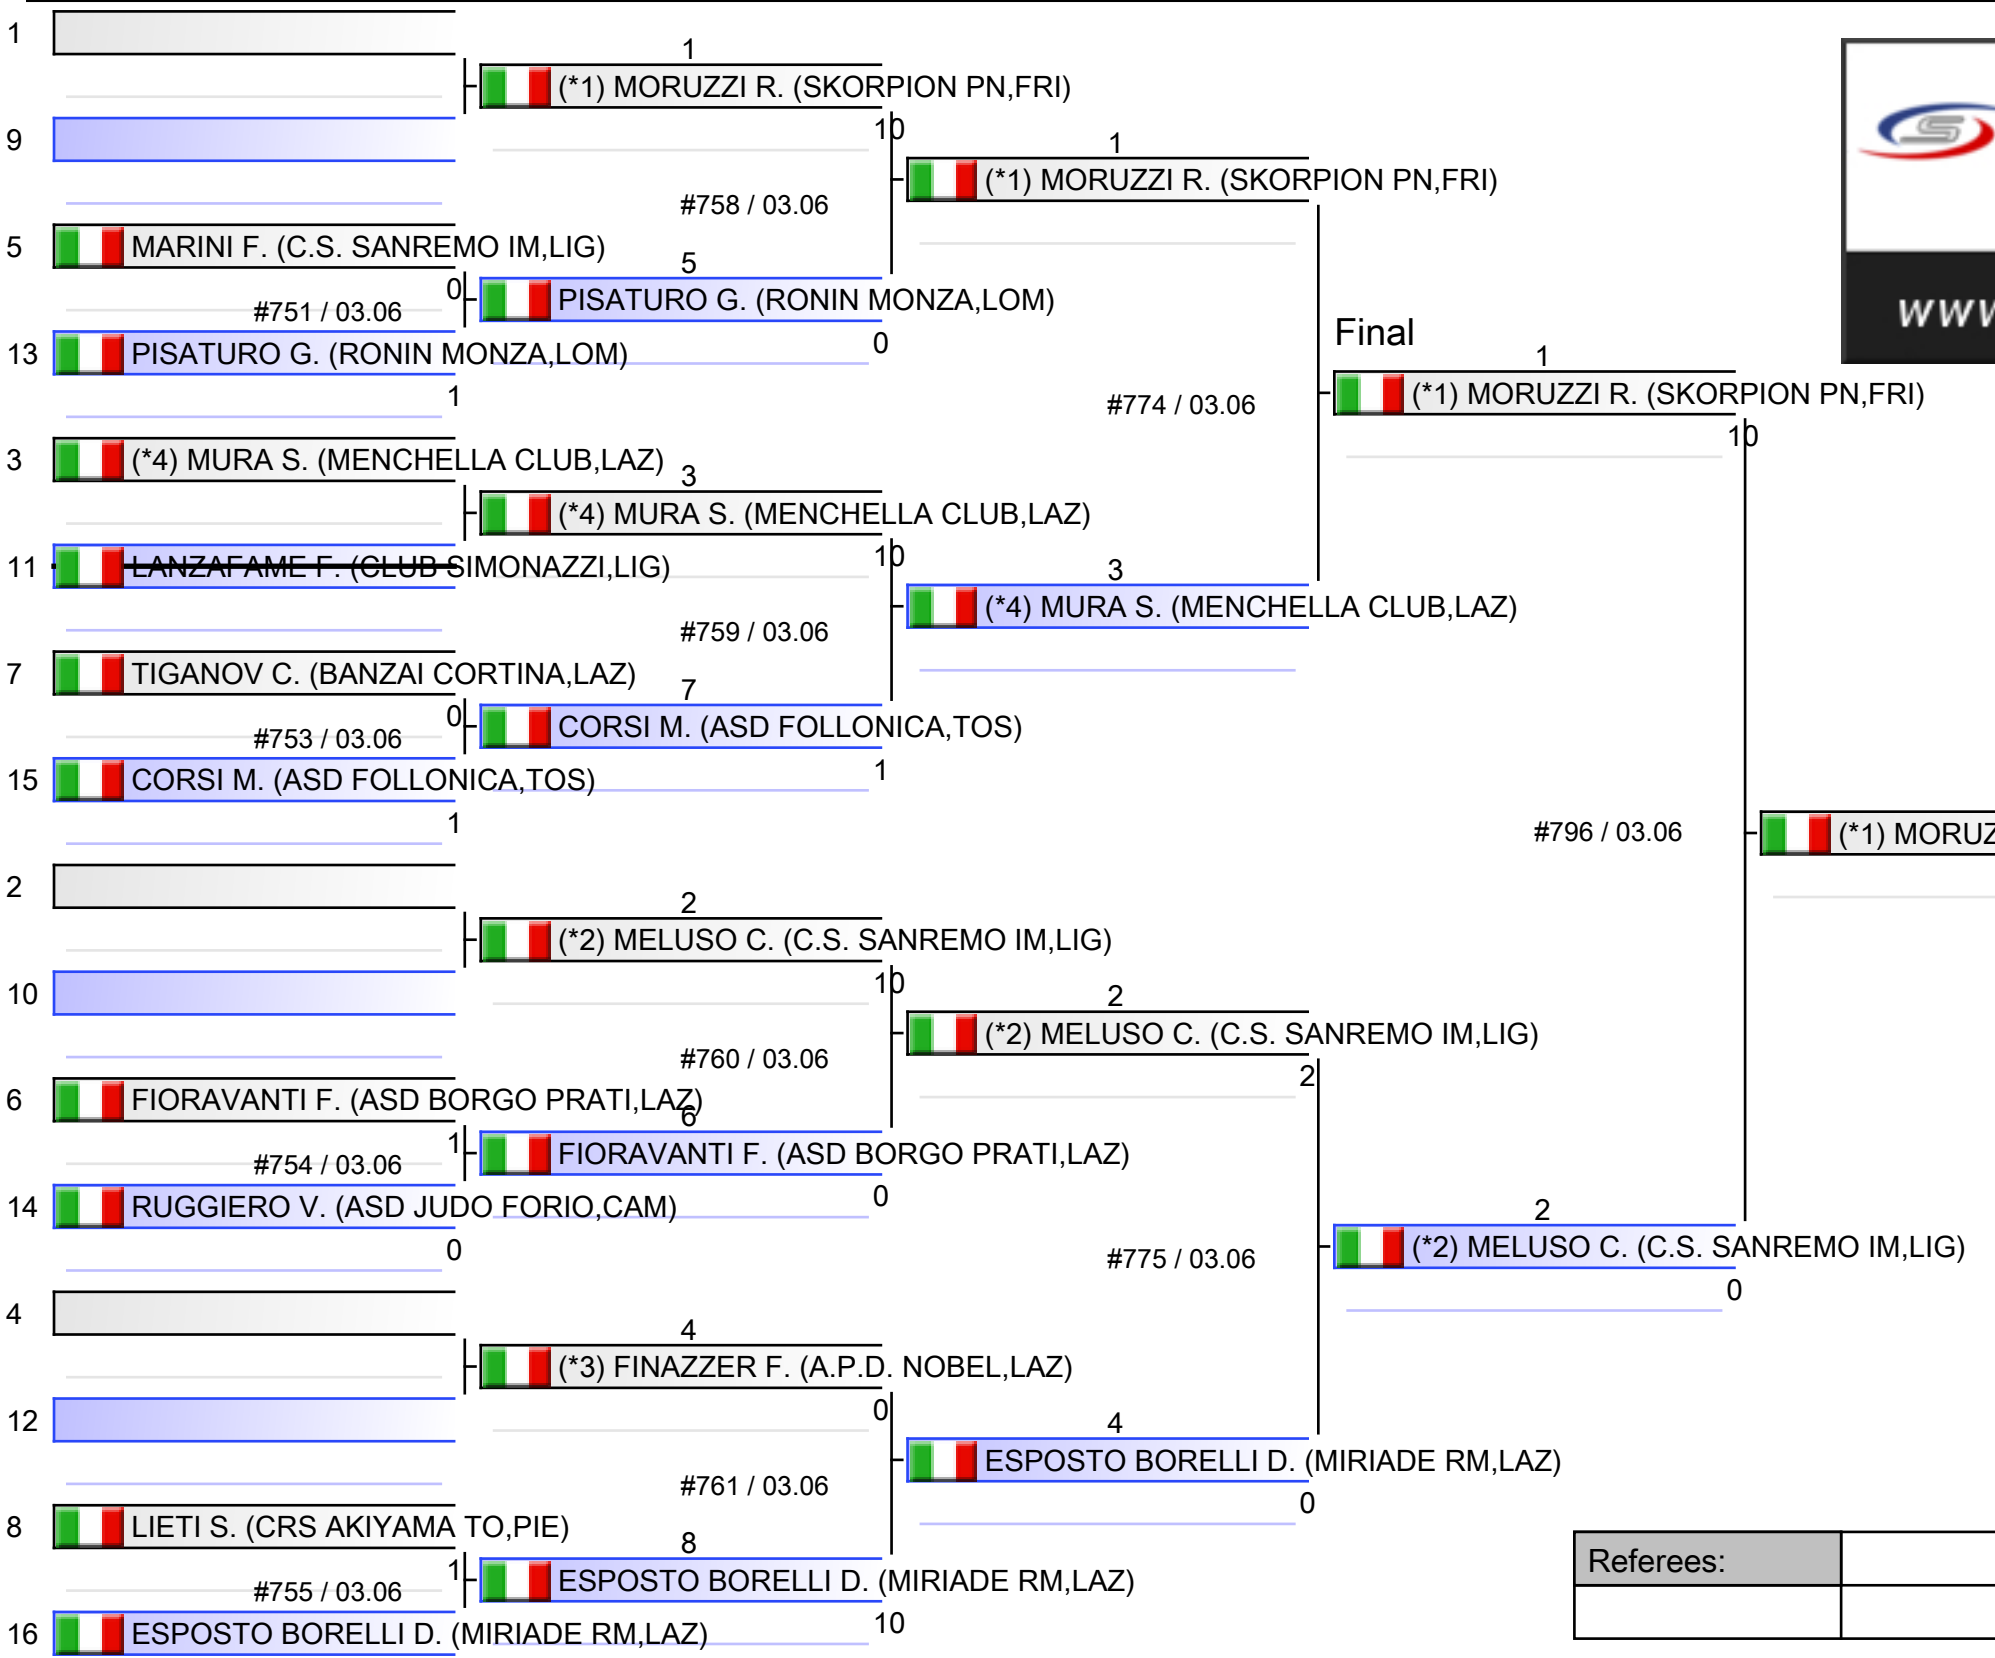 1
1
(*1) MORUZZI R. (SKORPION PN,FRI)
10
9
1
(*1) MORUZZI R. (SKORPION PN,FRI)
#758 / 03.06
5
MARINI F. (C.S. SANREMO IM,LIG)
0
5
PISATURO G. (RONIN MONZA,LOM)
0
#751 / 03.06
13
PISATURO G. (RONIN MONZA,LOM)
1
Final
1
(*1) MORUZZI R. (SKORPION PN,FRI)
10
www
#774 / 03.06
3
(*4) MURA S. (MENCHELLA CLUB,LAZ)
3
(*4) MURA S. (MENCHELLA CLUB,LAZ)
10
11
LANZAFAME F. (CLUB SIMONAZZI,LIG)
3
(*4) MURA S. (MENCHELLA CLUB,LAZ)
#759 / 03.06
7
TIGANOV C. (BANZAI CORTINA,LAZ)
0
7
CORSI M. (ASD FOLLONICA,TOS)
1
#753 / 03.06
15
CORSI M. (ASD FOLLONICA,TOS)
1
#796 / 03.06
(*1) MORUZ
2
2
(*2) MELUSO C. (C.S. SANREMO IM,LIG)
10
10
2
(*2) MELUSO C. (C.S. SANREMO IM,LIG)
2
#760 / 03.06
6
FIORAVANTI F. (ASD BORGO PRATI,LAZ)
1
6
FIORAVANTI F. (ASD BORGO PRATI,LAZ)
0
#754 / 03.06
14
RUGGIERO V. (ASD JUDO FORIO,CAM)
0
#775 / 03.06
2
(*2) MELUSO C. (C.S. SANREMO IM,LIG)
0
4
4
(*3) FINAZZER F. (A.P.D. NOBEL,LAZ)
0
12
4
ESPOSTO BORELLI D. (MIRIADE RM,LAZ)
0
#761 / 03.06
8
LIETI S. (CRS AKIYAMA TO,PIE)
1
8
ESPOSTO BORELLI D. (MIRIADE RM,LAZ)
10
#755 / 03.06
16
ESPOSTO BORELLI D. (MIRIADE RM,LAZ)
Referees: